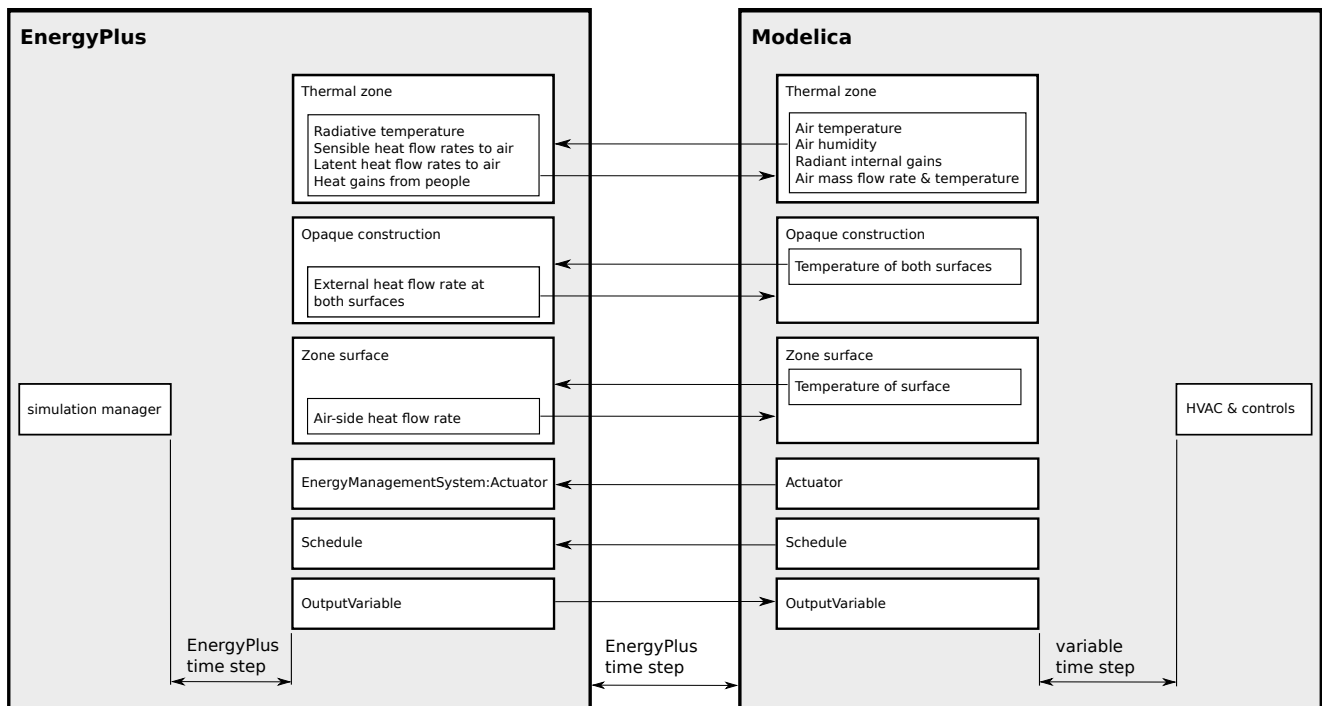 EnergyPlus
Thermal zone
Radiative temperature
Sensible heat flow rates to air
Latent heat flow rates to air
Heat gains from people
Opaque construction
External heat flow rate at
both surfaces
Zone surface
Air-side heat flow rate
simulation manager
EnergyManagementSystem:Actuator
Schedule
OutputVariable
EnergyPlus
time step
EnergyPlus
time step
Modelica
Thermal zone
Air temperature
Air humidity
Radiant internal gains
Air mass flow rate & temperature
Opaque construction
Temperature of both surfaces
Zone surface
Temperature of surface
HVAC & controls
Actuator
Schedule
OutputVariable
variable
time step